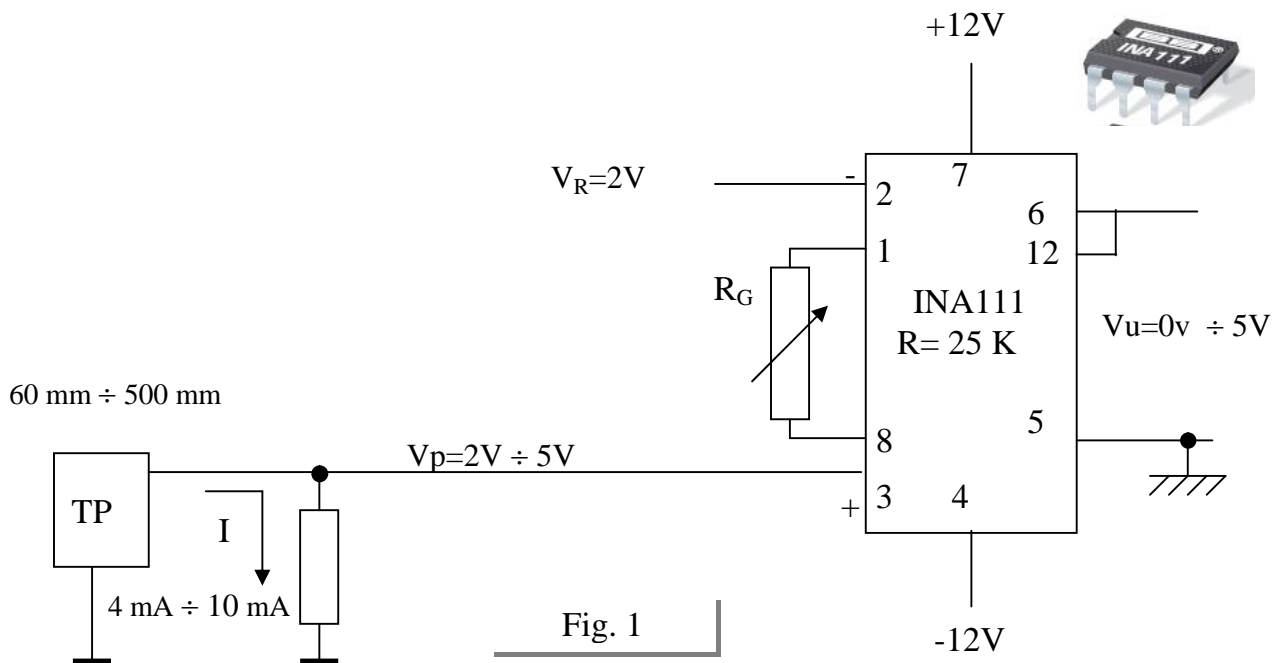 +12V
INA111
®
V_R=2V
-
2
7
6
1
12
R_G
INA111
R= 25 K
Vu=0v ÷ 5V
60 mm ÷ 500 mm
5
8
Vp=2V ÷ 5V
TP
I
+
3
4
4 mA ÷ 10 mA
Fig. 1
-12V